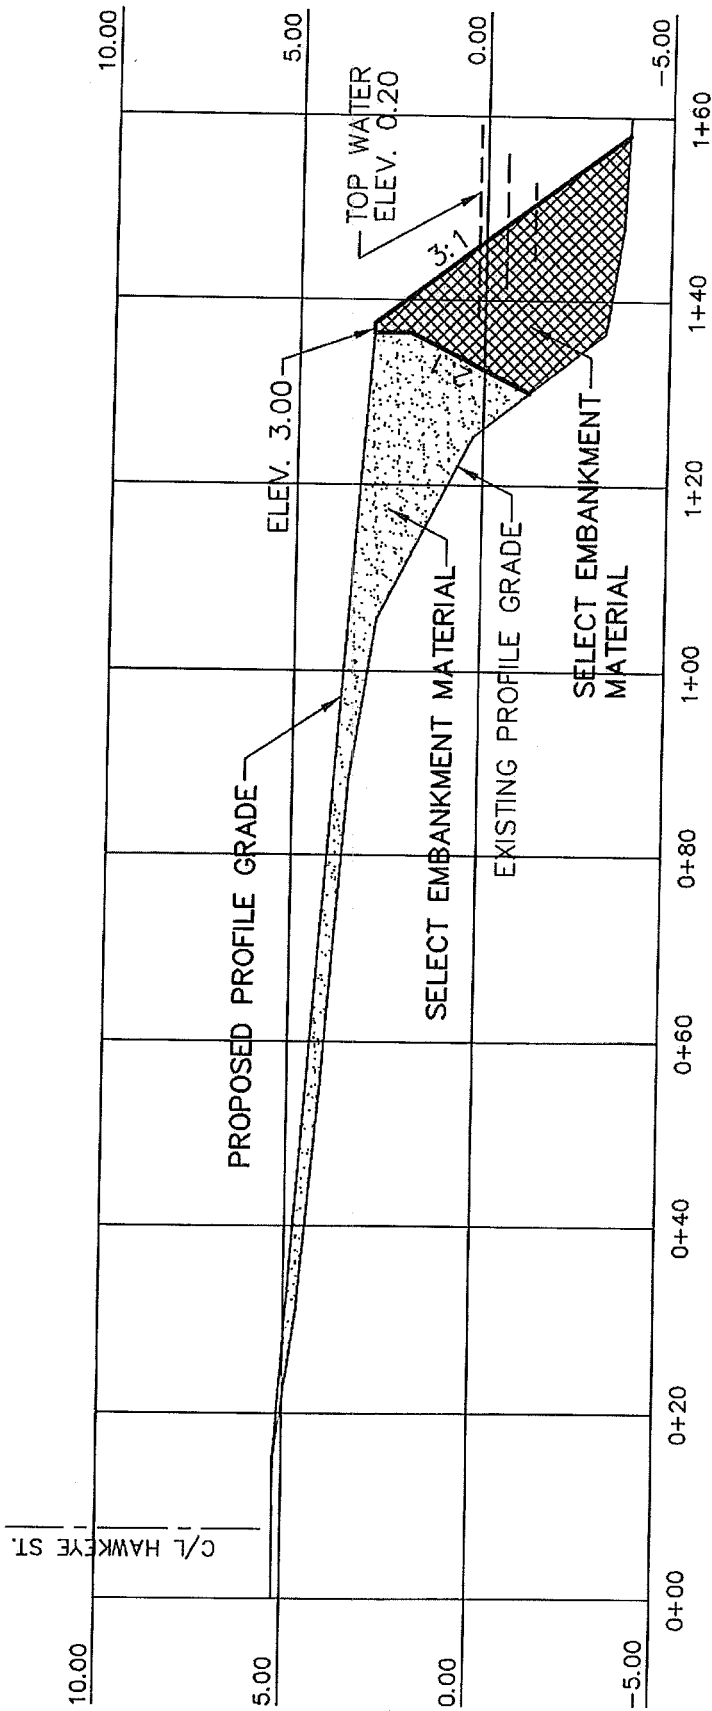 C/L HAWKEYE ST.
10.00
5.00
0.00
-5.00
10.00
5.00
0.00
-5.00
PROPOSED PROFILE GRADE
ELEV. 3.00
TOP WATER
ELEV. 0.20
3:1
1
2
SELECT EMBANKMENT MATERIAL
EXISTING PROFILE GRADE
SELECT EMBANKMENT
MATERIAL
0+00
0+20
0+40
0+60
0+80
1+00
1+20
1+40
1+60